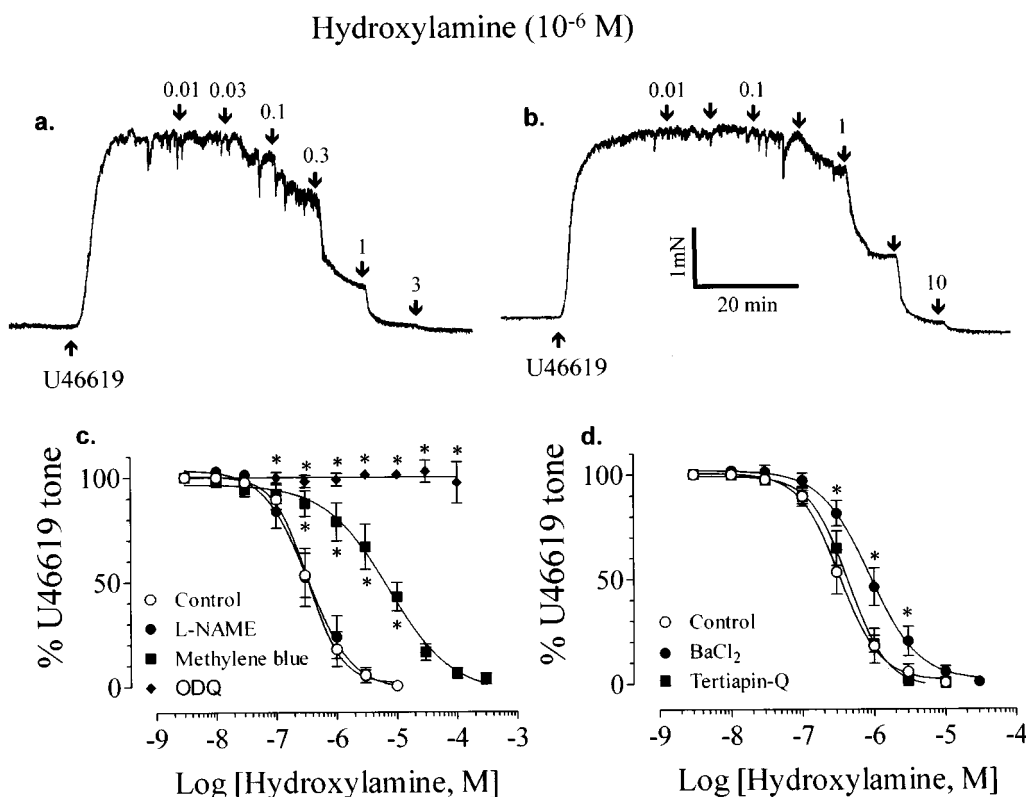 Hydroxylamine (10⁻⁶ M)
a.
0.01
0.03
0.1
0.3
1
3
U46619
b.
0.01
0.1
1
10
1mN
20 min
U46619
c.
% U46619 tone
100
50
0
* * * * * * *
* * * *
Control
L-NAME
Methylene blue
ODQ
-9 -8 -7 -6 -5 -4 -3
Log [Hydroxylamine, M]
d.
% U46619 tone
100
50
0
* * *
Control
BaCl₂
Tertiapin-Q
-9 -8 -7 -6 -5 -4
Log [Hydroxylamine, M]